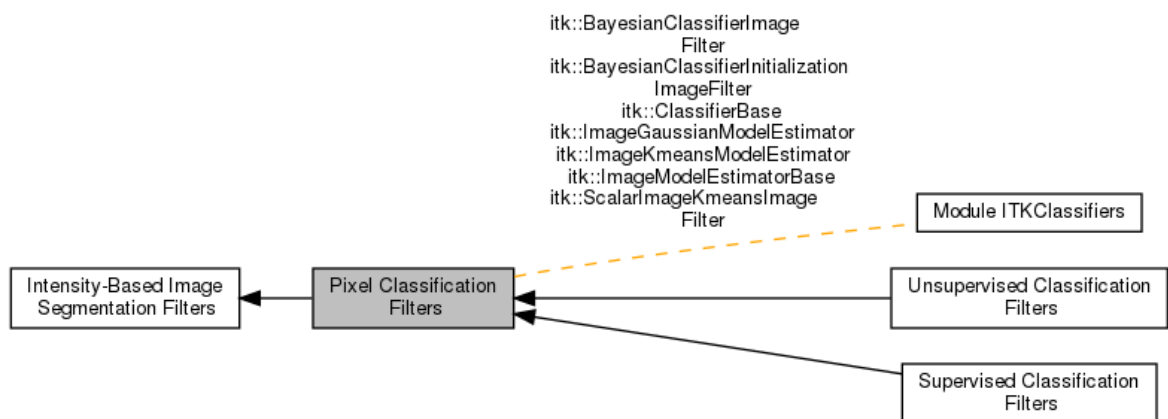 itk::BayesianClassifierImage
Filter
itk::BayesianClassifierInitialization
ImageFilter
itk::ClassifierBase
itk::ImageGaussianModelEstimator
itk::ImageKmeansModelEstimator
itk::ImageModelEstimatorBase
itk::ScalarImageKmeansImage
Filter
Module ITKClassifiers
Intensity-Based Image
Segmentation Filters
Pixel Classification
Filters
Unsupervised Classification
Filters
Supervised Classification
Filters